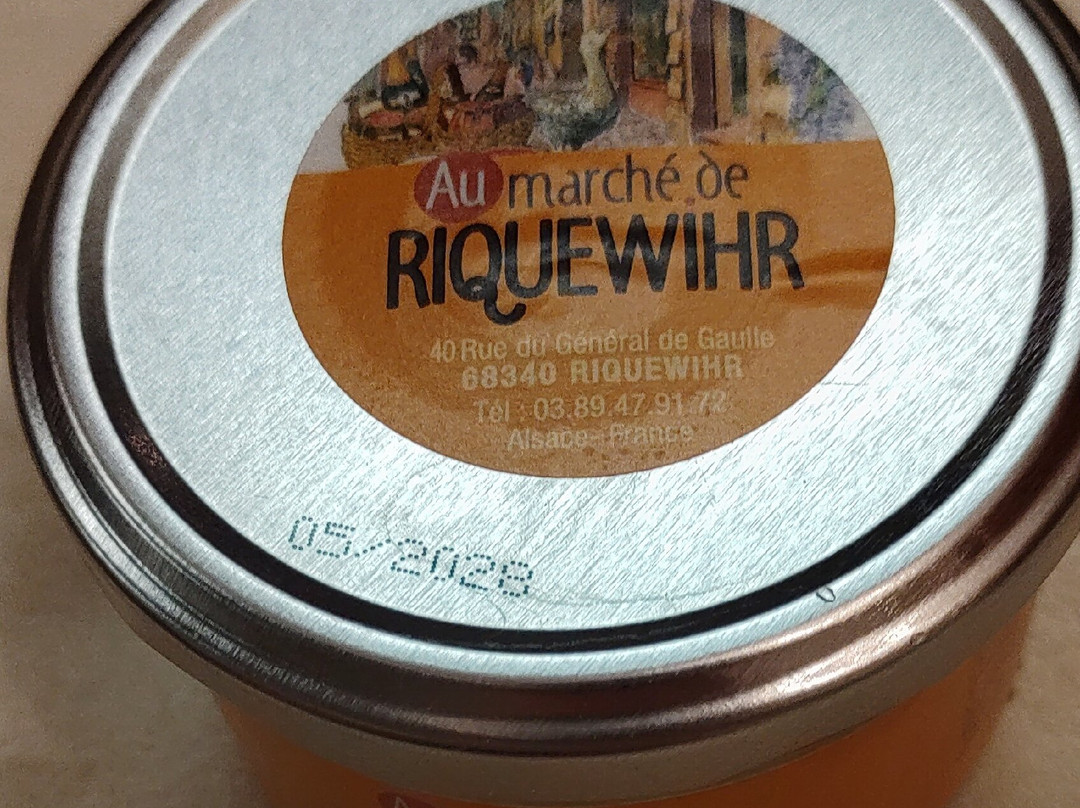 Au marché de
RIQUEWIHR
40 Rue du Général de Gaulle
68340 RIQUEWIHR
Tél : 03.89.47.91.72
Alsace - France
05/2028